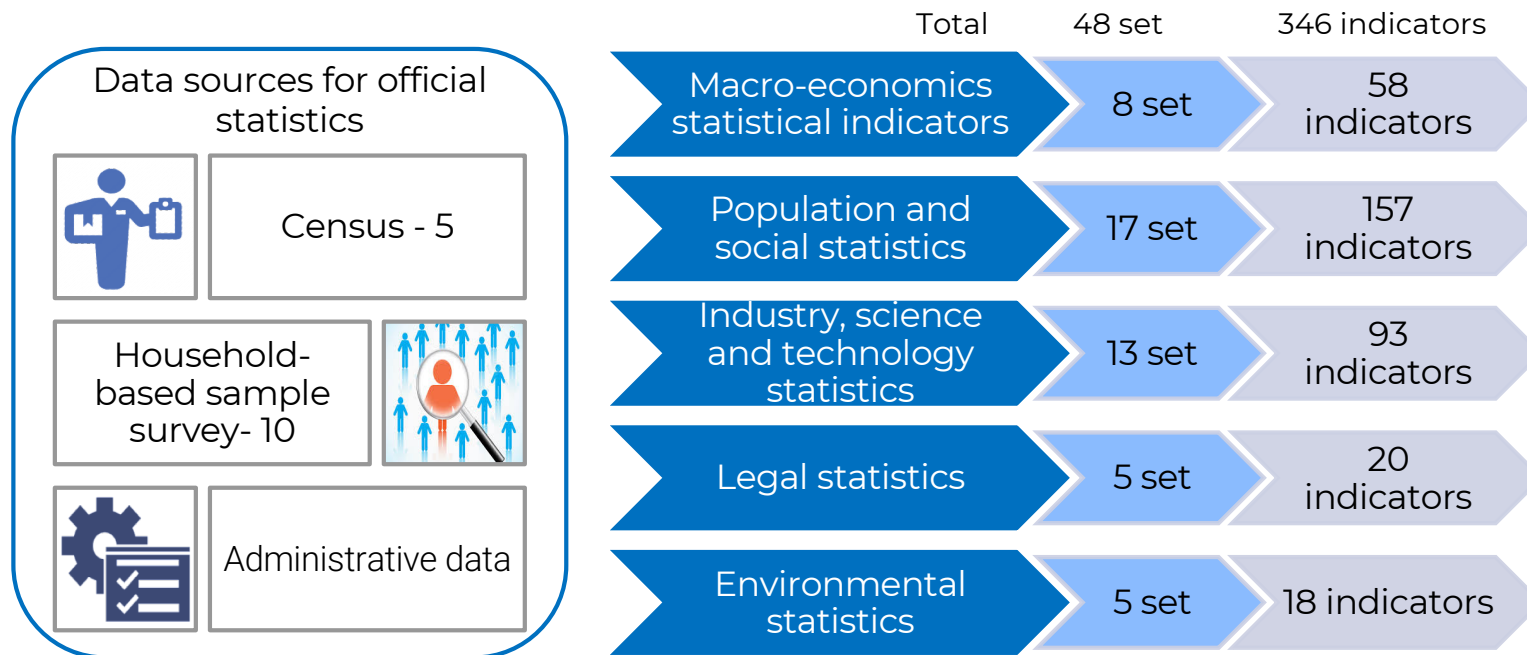 Data sources for official
statistics
Census - 5
Household-
based sample
survey- 10
Administrative data
Total 48 set 346 indicators
Macro-economics
statistical indicators
8 set
58
indicators
Population and
social statistics
17 set
157
indicators
Industry, science
and technology
statistics
13 set
93
indicators
Legal statistics
5 set
20
indicators
Environmental
statistics
5 set
18 indicators